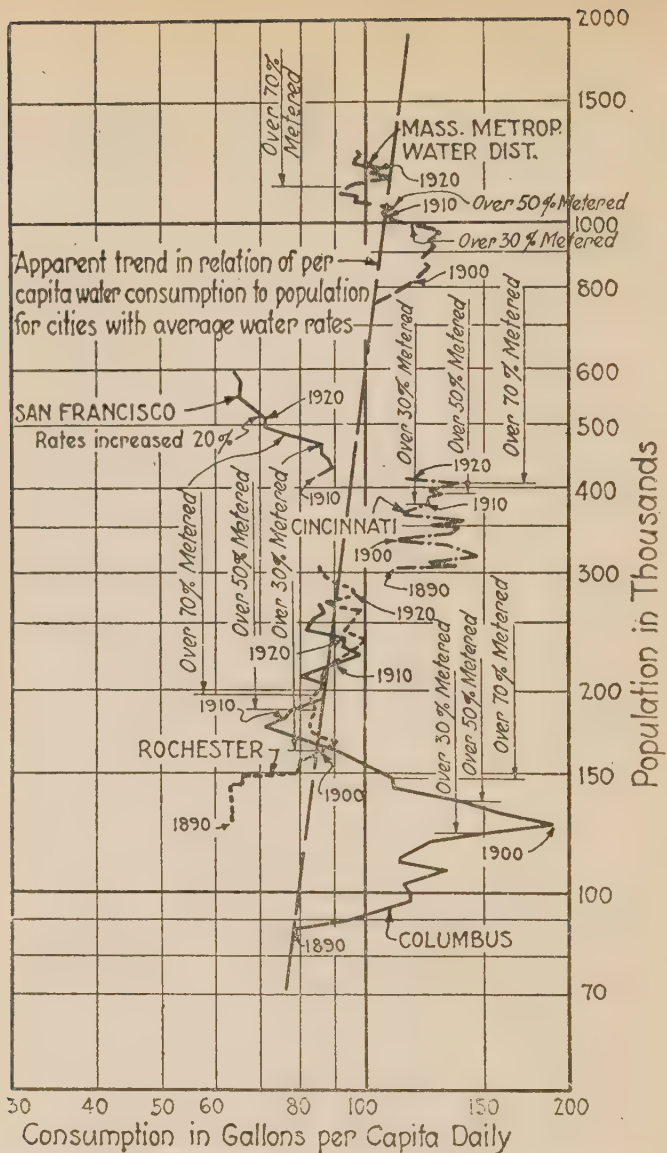 2000
1500
1000
800
600
500
400
300
200
150
100
70
Population in Thousands
Over 70%
Metered
MASS. METROP.
WATER DIST.
1920
1910
Over 50% Metered
Over 30% Metered
1900
Apparent trend in relation of per
capita water consumption to population
for cities with average water rates
SAN FRANCISCO
1920
Rates increased 20%
1910
Over 70% Metered
Over 50% Metered
Over 30% Metered
Over 30% Metered
Over 50% Metered
Over 70% Metered
1920
1910
CINCINNATI
1900
1890
1920
1920
1910
1910
Over 30% Metered
Over 50% Metered
Over 70% Metered
ROCHESTER
1900
1890
1900
1890
COLUMBUS
30 40 50 60 80 100 150 200
Consumption in Gallons per Capita Daily